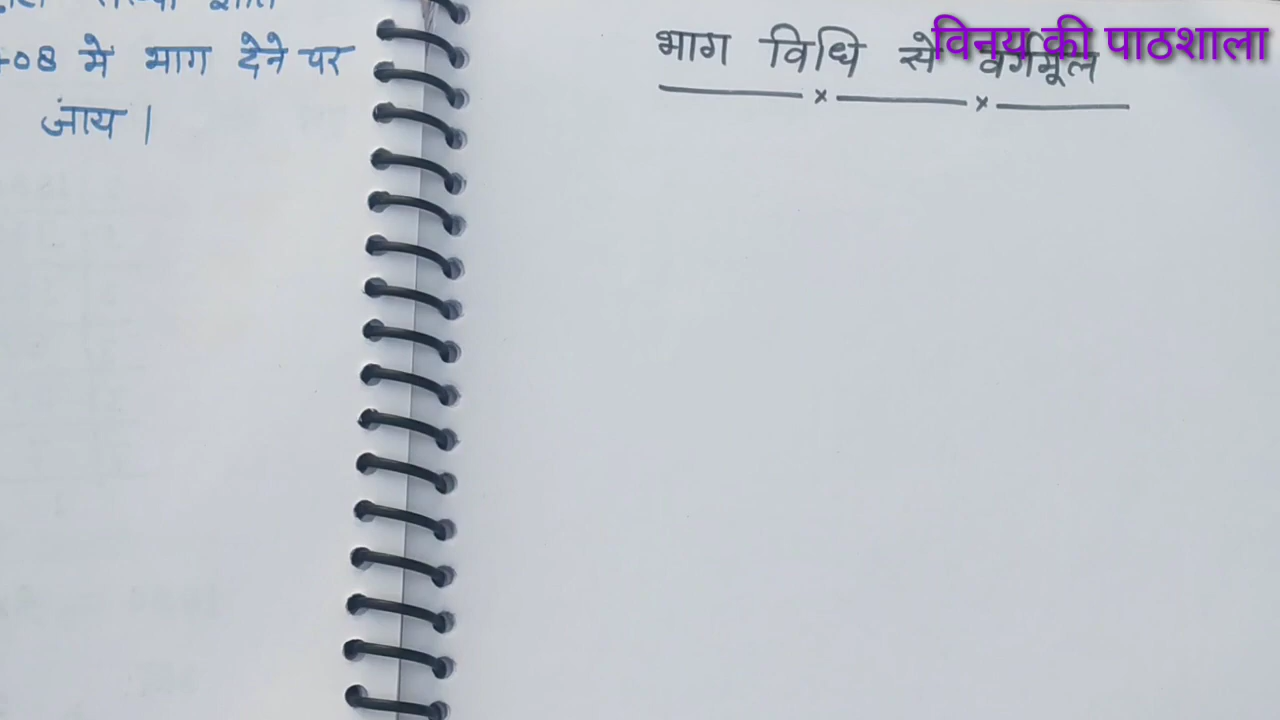 08 में भाग देने पर
जाय ।
भाग विधि से वर्गमूल
विनय की पाठशाला